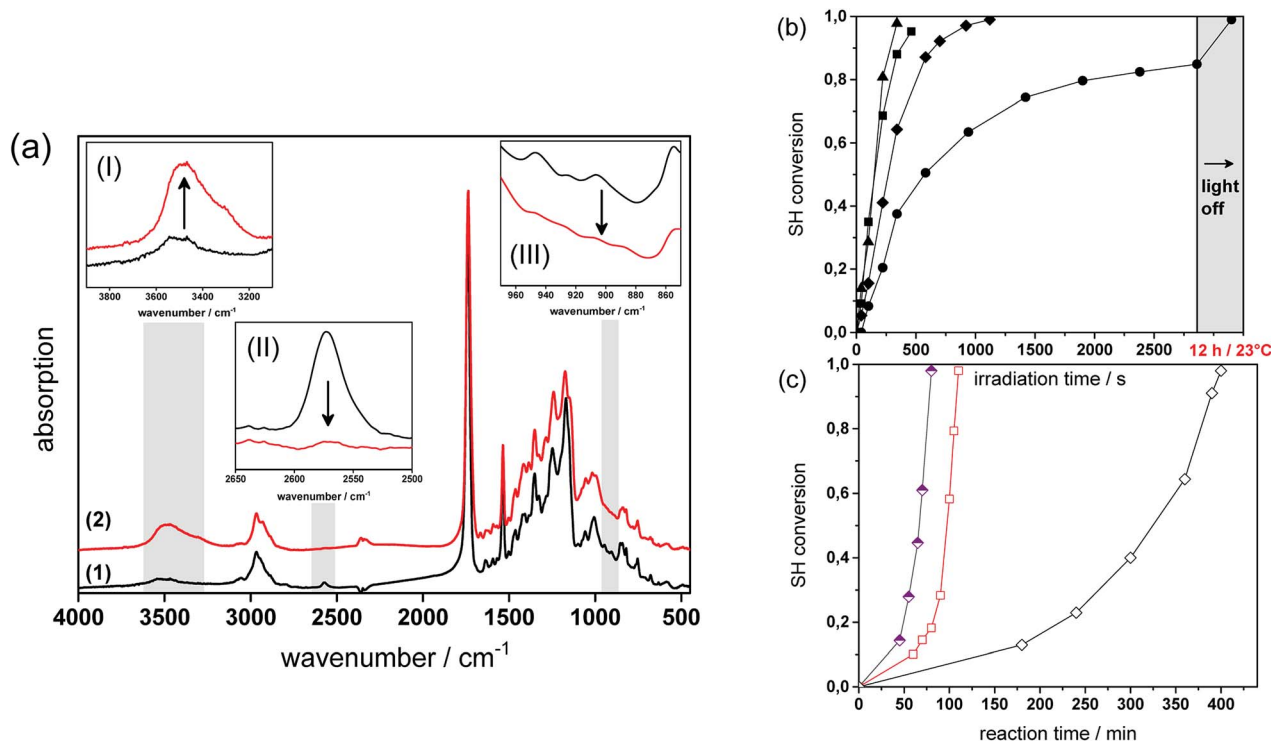 (a)
absorption
(I)
3800 3600 3400 3200
wavenumber / cm-1
(II)
2650 2600 2550 2500
wavenumber / cm-1
(III)
960 940 920 900 880 860
wavenumber / cm-1
(2)
(1)
4000 3500 3000 2500 2000 1500 1000 500
wavenumber / cm-1
(b)
SH conversion
1,0
0,8
0,6
0,4
0,2
0,0
light
off
0 500 1000 1500 2000 2500 12 h / 23°C
irradiation time / s
(c)
SH conversion
1,0
0,8
0,6
0,4
0,2
0,0
0 50 100 150 200 250 300 350 400
reaction time / min